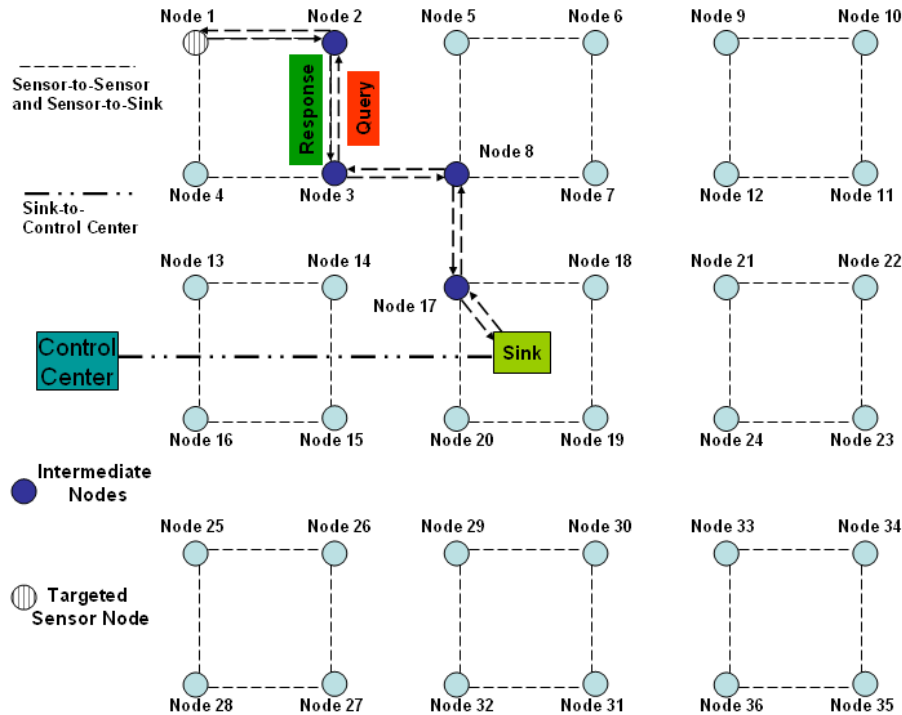 Node 1
Node 2
Node 5
Node 6
Node 9
Node 10
Sensor-to-Sensor
and Sensor-to-Sink
Response
Query
Node 8
Node 4
Node 3
Node 7
Node 12
Node 11
Sink-to-
Control Center
Node 13
Node 14
Node 18
Node 21
Node 22
Node 17
Control
Center
Sink
Node 16
Node 15
Node 20
Node 19
Node 24
Node 23
Intermediate
Nodes
Node 25
Node 26
Node 29
Node 30
Node 33
Node 34
Targeted
Sensor Node
Node 28
Node 27
Node 32
Node 31
Node 36
Node 35